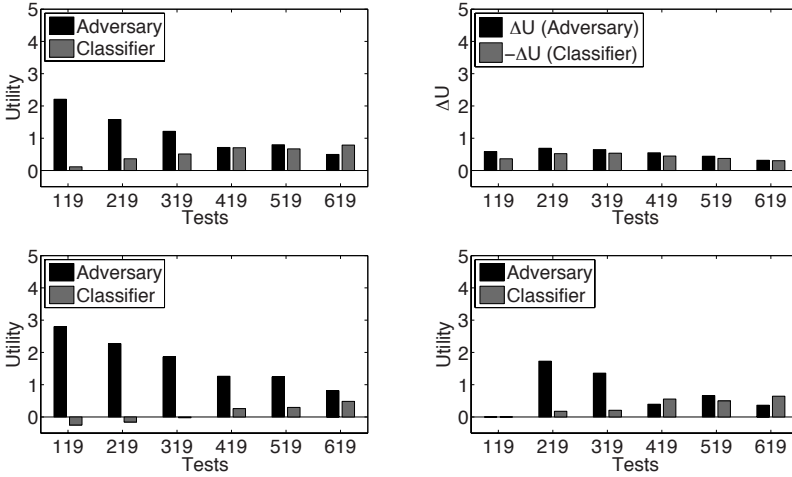 5
4
3
2
1
0
Utility
Adversary
Classifier
119 219 319 419 519 619
Tests
5
4
3
2
1
0
ΔU
ΔU (Adversary)
−ΔU (Classifier)
119 219 319 419 519 619
Tests
5
4
3
2
1
0
Utility
Adversary
Classifier
119 219 319 419 519 619
Tests
5
4
3
2
1
0
Utility
Adversary
Classifier
119 219 319 419 519 619
Tests